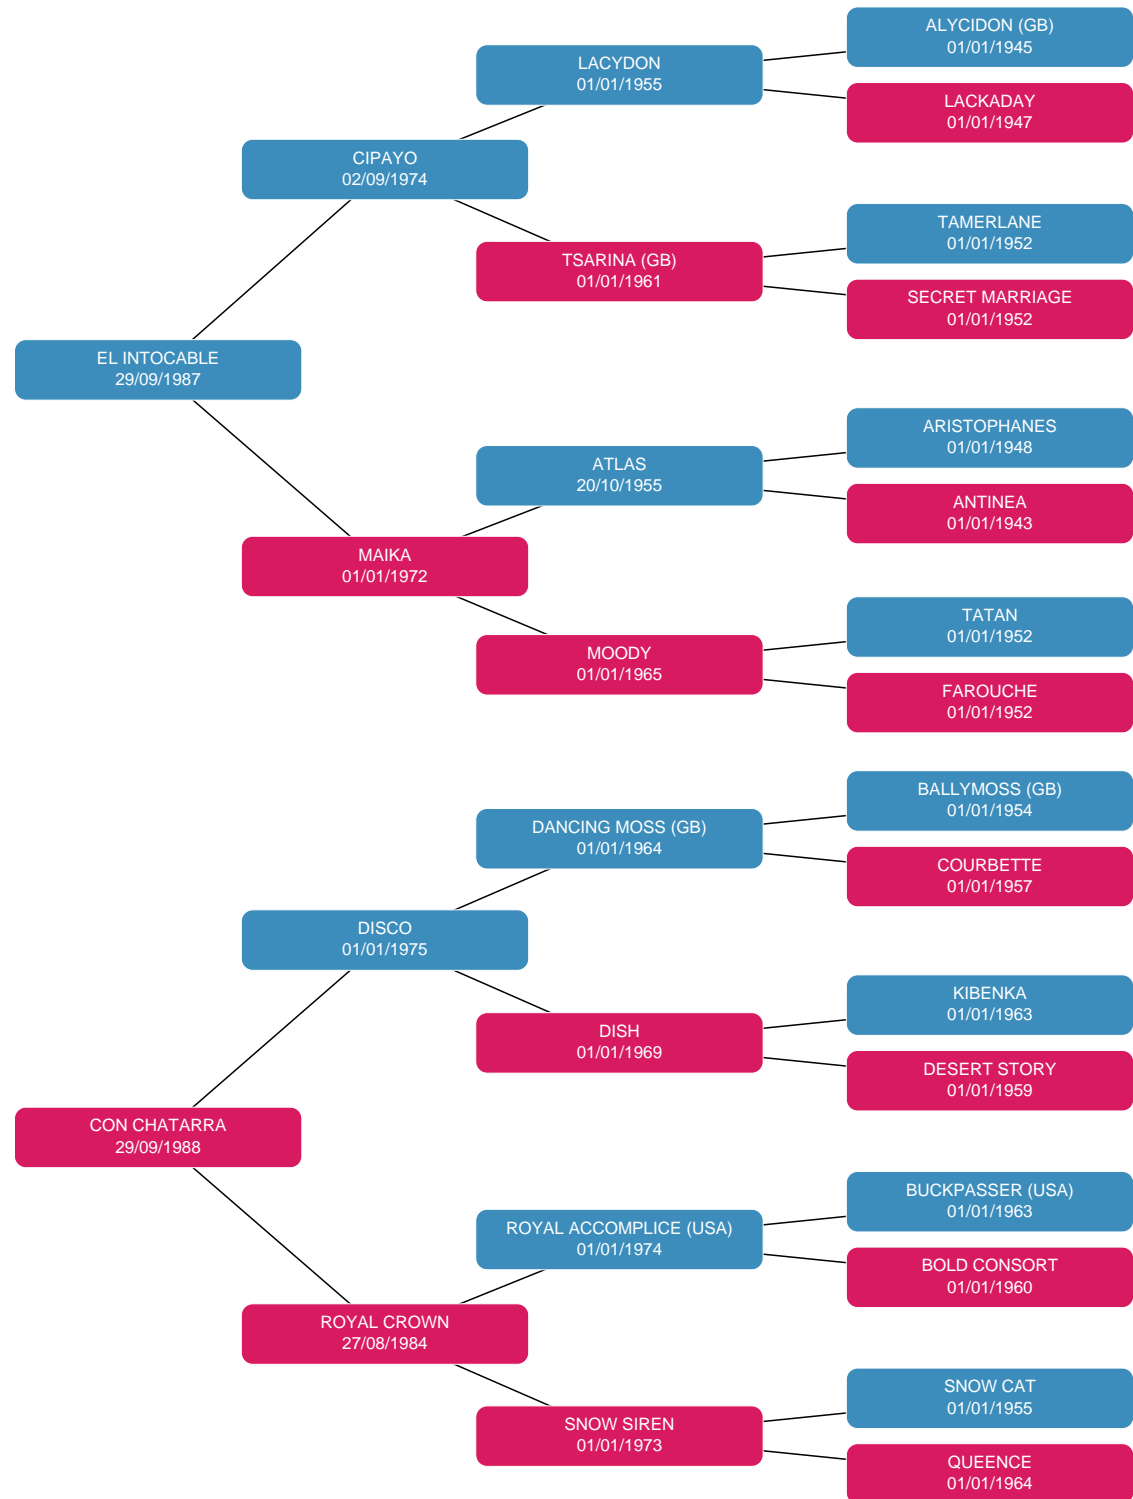 ALYCIDON (GB)
01/01/1945
LACYDON
01/01/1955
LACKADAY
01/01/1947
CIPAYO
02/09/1974
TAMERLANE
01/01/1952
TSARINA (GB)
01/01/1961
SECRET MARRIAGE
01/01/1952
EL INTOCABLE
29/09/1987
ARISTOPHANES
01/01/1948
ATLAS
20/10/1955
ANTINEA
01/01/1943
MAIKA
01/01/1972
TATAN
01/01/1952
MOODY
01/01/1965
FAROUCHE
01/01/1952
BALLYMOSS (GB)
01/01/1954
DANCING MOSS (GB)
01/01/1964
COURBETTE
01/01/1957
DISCO
01/01/1975
KIBENKA
01/01/1963
DISH
01/01/1969
DESERT STORY
01/01/1959
CON CHATARRA
29/09/1988
BUCKPASSER (USA)
01/01/1963
ROYAL ACCOMPLICE (USA)
01/01/1974
BOLD CONSORT
01/01/1960
ROYAL CROWN
27/08/1984
SNOW CAT
01/01/1955
SNOW SIREN
01/01/1973
QUEENCE
01/01/1964